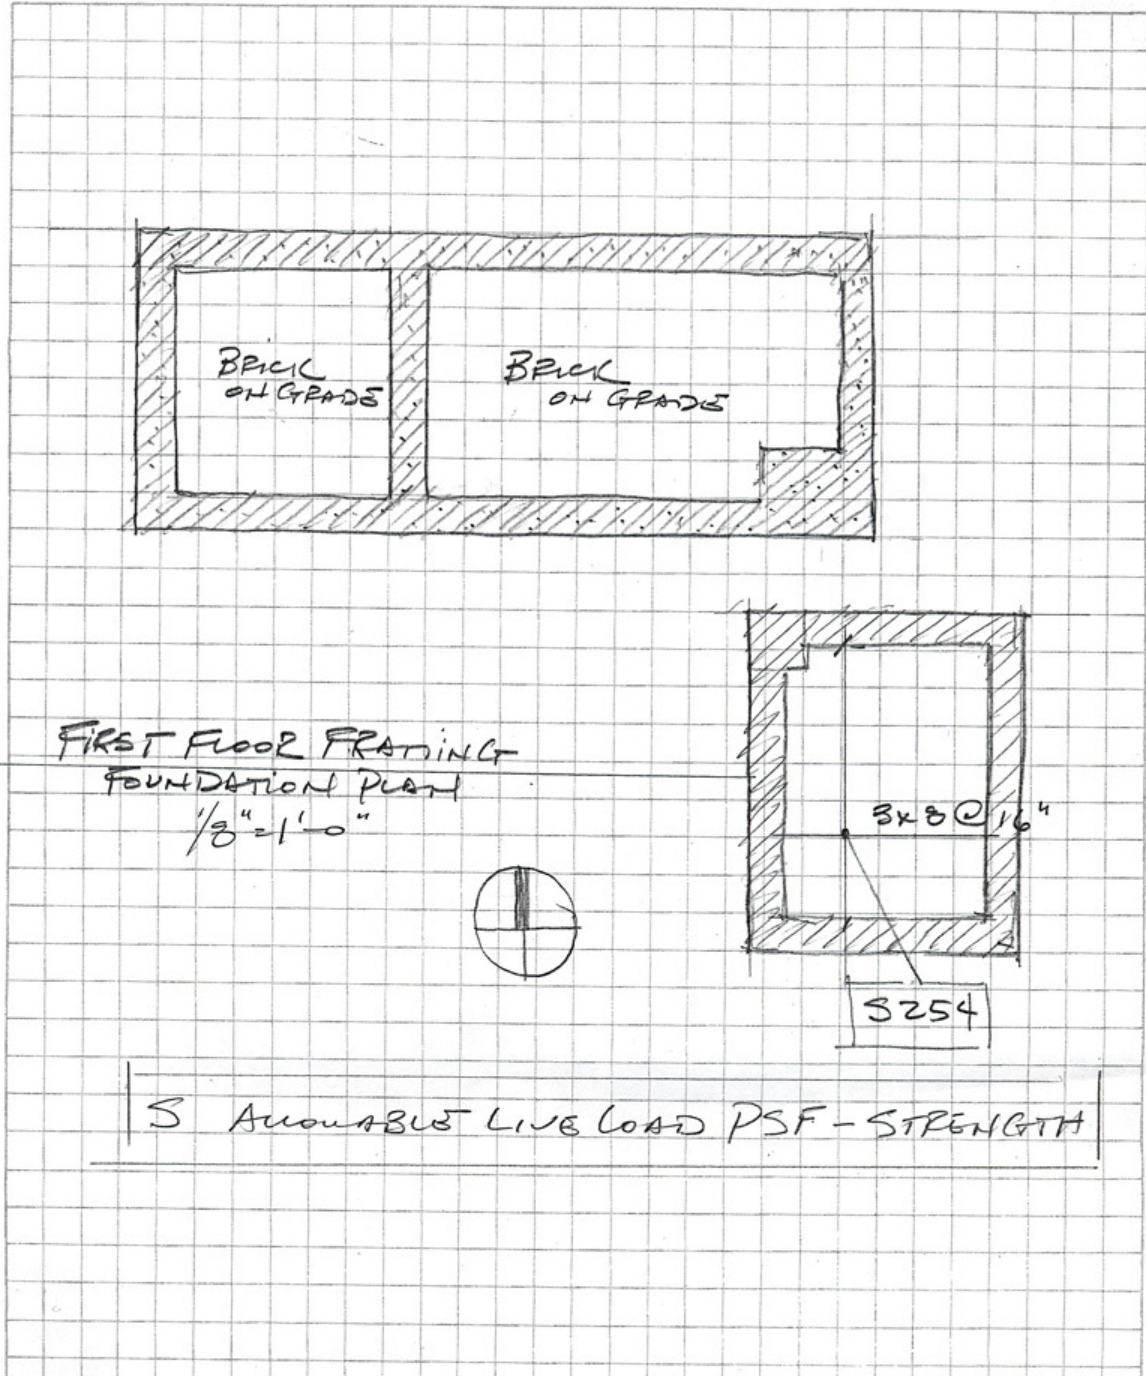 BRICK
ON GRADE
BRICK
ON GRADE
FIRST FLOOR FRAMING
FOUNDATION PLAN
1/8" = 1'-0"
3x8 @ 16"
S254
S ALLOWABLE LIVE LOAD PSF - STRENGTH